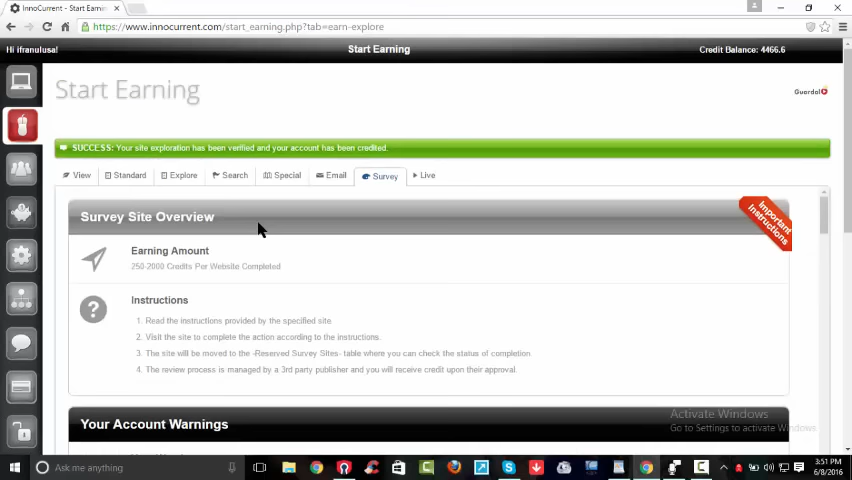 InnoCurrent - Start Earnin
https://www.innocurrent.com/start_earning.php?tab=earn-explore
Hi ifranulusa!
Start Earning
Credit Balance: 4466.6
Start Earning
Guardol
SUCCESS: Your site exploration has been verified and your account has been credited.
View
Standard
Explore
Search
Special
Email
Survey
Live
Survey Site Overview
Important Instructions
Earning Amount
250-2000 Credits Per Website Completed
Instructions
1. Read the instructions provided by the specified site.
2. Visit the site to complete the action according to the instructions.
3. The site will be moved to the -Reserved Survey Sites- table where you can check the status of completion
4. The review process is managed by a 3rd party publisher and you will receive credit upon their approval.
Your Account Warnings
Activate Windows
Go to Settings to activate Windows
Ask me anything
3:51 PM
6/8/2016